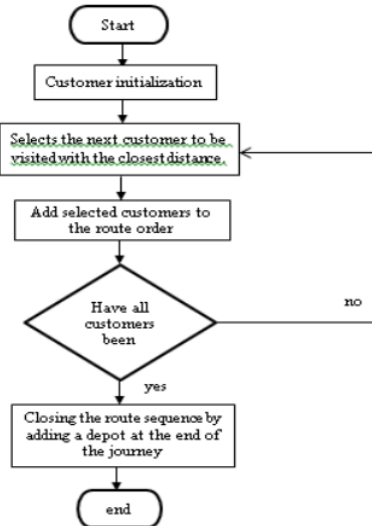 Start
Customer initialization
Selects the next customer to be
visited with the closest distance.
Add selected customers to
the route order
Have all
customers
been
no
yes
Closing the route sequence by
adding a depot at the end of
the journey
end